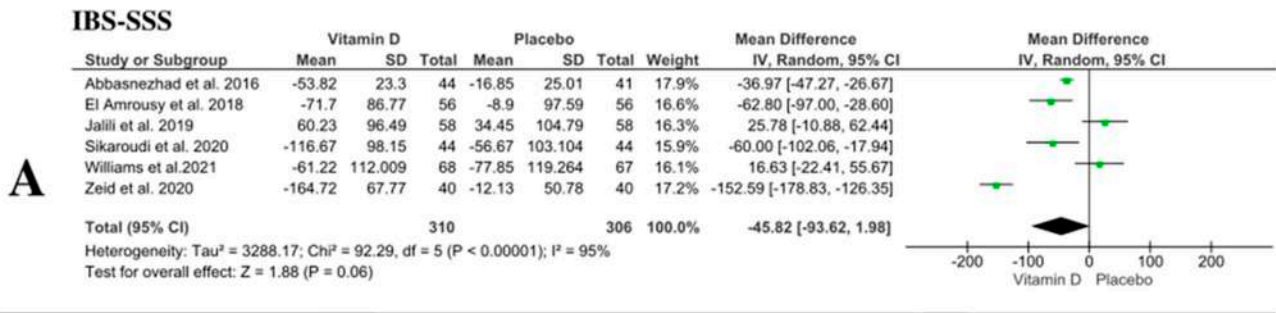 IBS-SSS
Vitamin D Placebo Mean Difference Mean Difference
Study or Subgroup Mean SD Total Mean SD Total Weight IV, Random, 95% CI IV, Random, 95% CI
Abbasnezhad et al. 2016 -53.82 23.3 44 -16.85 25.01 41 17.9% -36.97 [-47.27, -26.67]
El Amrousy et al. 2018 -71.7 86.77 56 -8.9 97.59 56 16.6% -62.80 [-97.00, -28.60]
Jalili et al. 2019 60.23 96.49 58 34.45 104.79 58 16.3% 25.78 [-10.88, 62.44]
Sikaroudi et al. 2020 -116.67 98.15 44 -56.67 103.104 44 15.9% -60.00 [-102.06, -17.94]
Williams et al.2021 -61.22 112.009 68 -77.85 119.264 67 16.1% 16.63 [-22.41, 55.67]
A
Zeid et al. 2020 -164.72 67.77 40 -12.13 50.78 40 17.2% -152.59 [-178.83, -126.35]
Total (95% CI) 310 306 100.0% -45.82 [-93.62, 1.98]
Heterogeneity: Tau² = 3288.17; Chi² = 92.29, df = 5 (P < 0.00001); I² = 95%
Test for overall effect: Z = 1.88 (P = 0.06)
-200 -100 0 100 200
Vitamin D Placebo